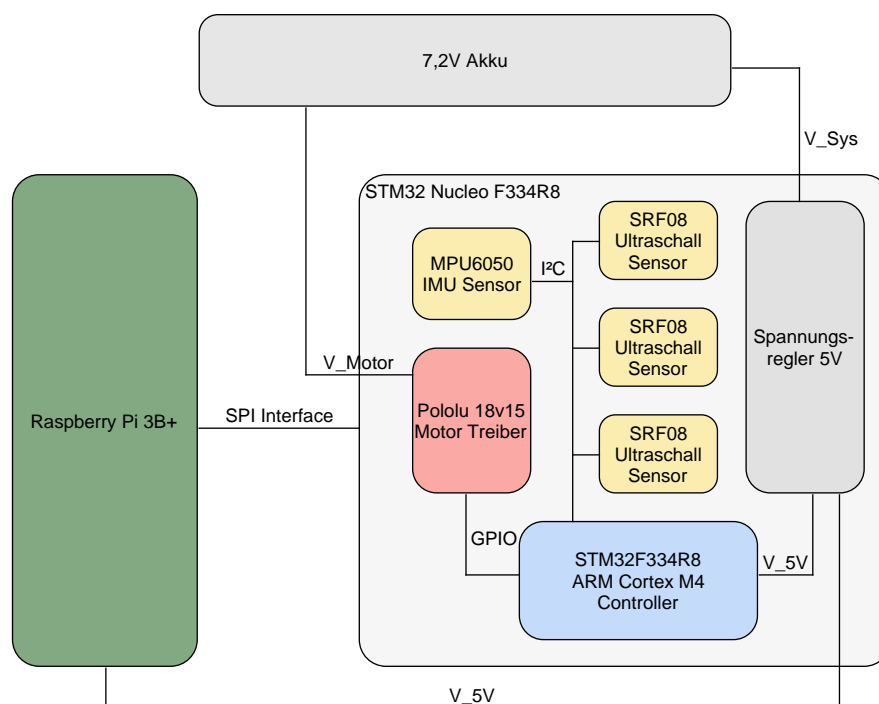 7,2V Akku
V_Sys
STM32 Nucleo F334R8
SRF08
Ultraschall
Sensor
MPU6050
IMU Sensor
I²C
SRF08
Ultraschall
Sensor
Spannungs-
regler 5V
V_Motor
Pololu 18v15
Motor Treiber
Raspberry Pi 3B+
SPI Interface
SRF08
Ultraschall
Sensor
GPIO
STM32F334R8
ARM Cortex M4
Controller
V_5V
V_5V